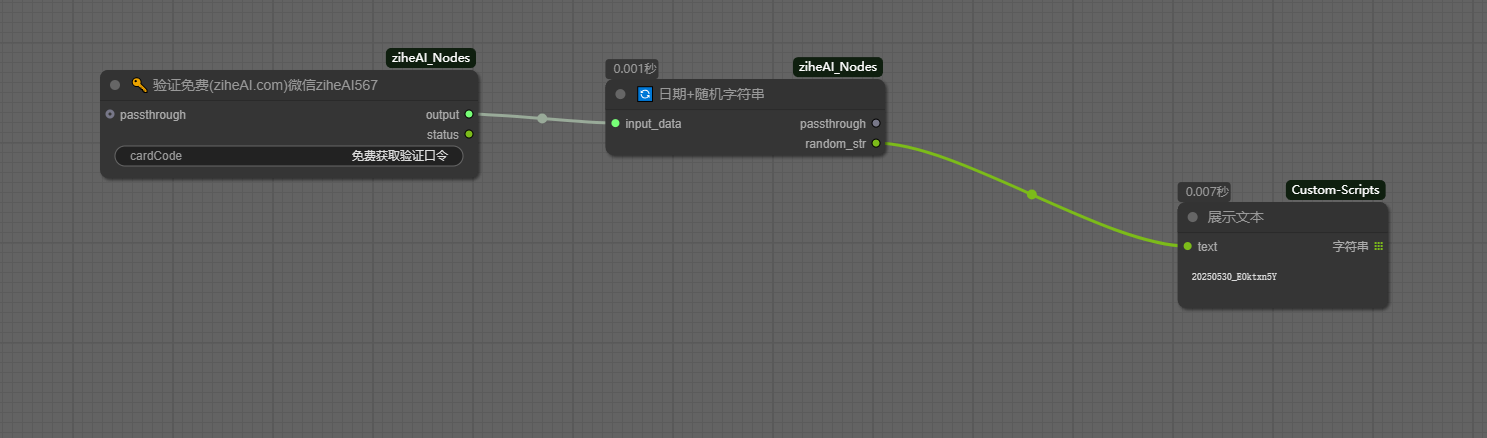 ziheAI_Nodes
验证免费(ziheAI.com)微信ziheAI567
passthrough
output
status
cardCode 免费获取验证口令
0.001秒
ziheAI_Nodes
日期+随机字符串
input_data
passthrough
random_str
0.007秒
Custom-Scripts
展示文本
text
字符串
20250530_E0ktxn5Y